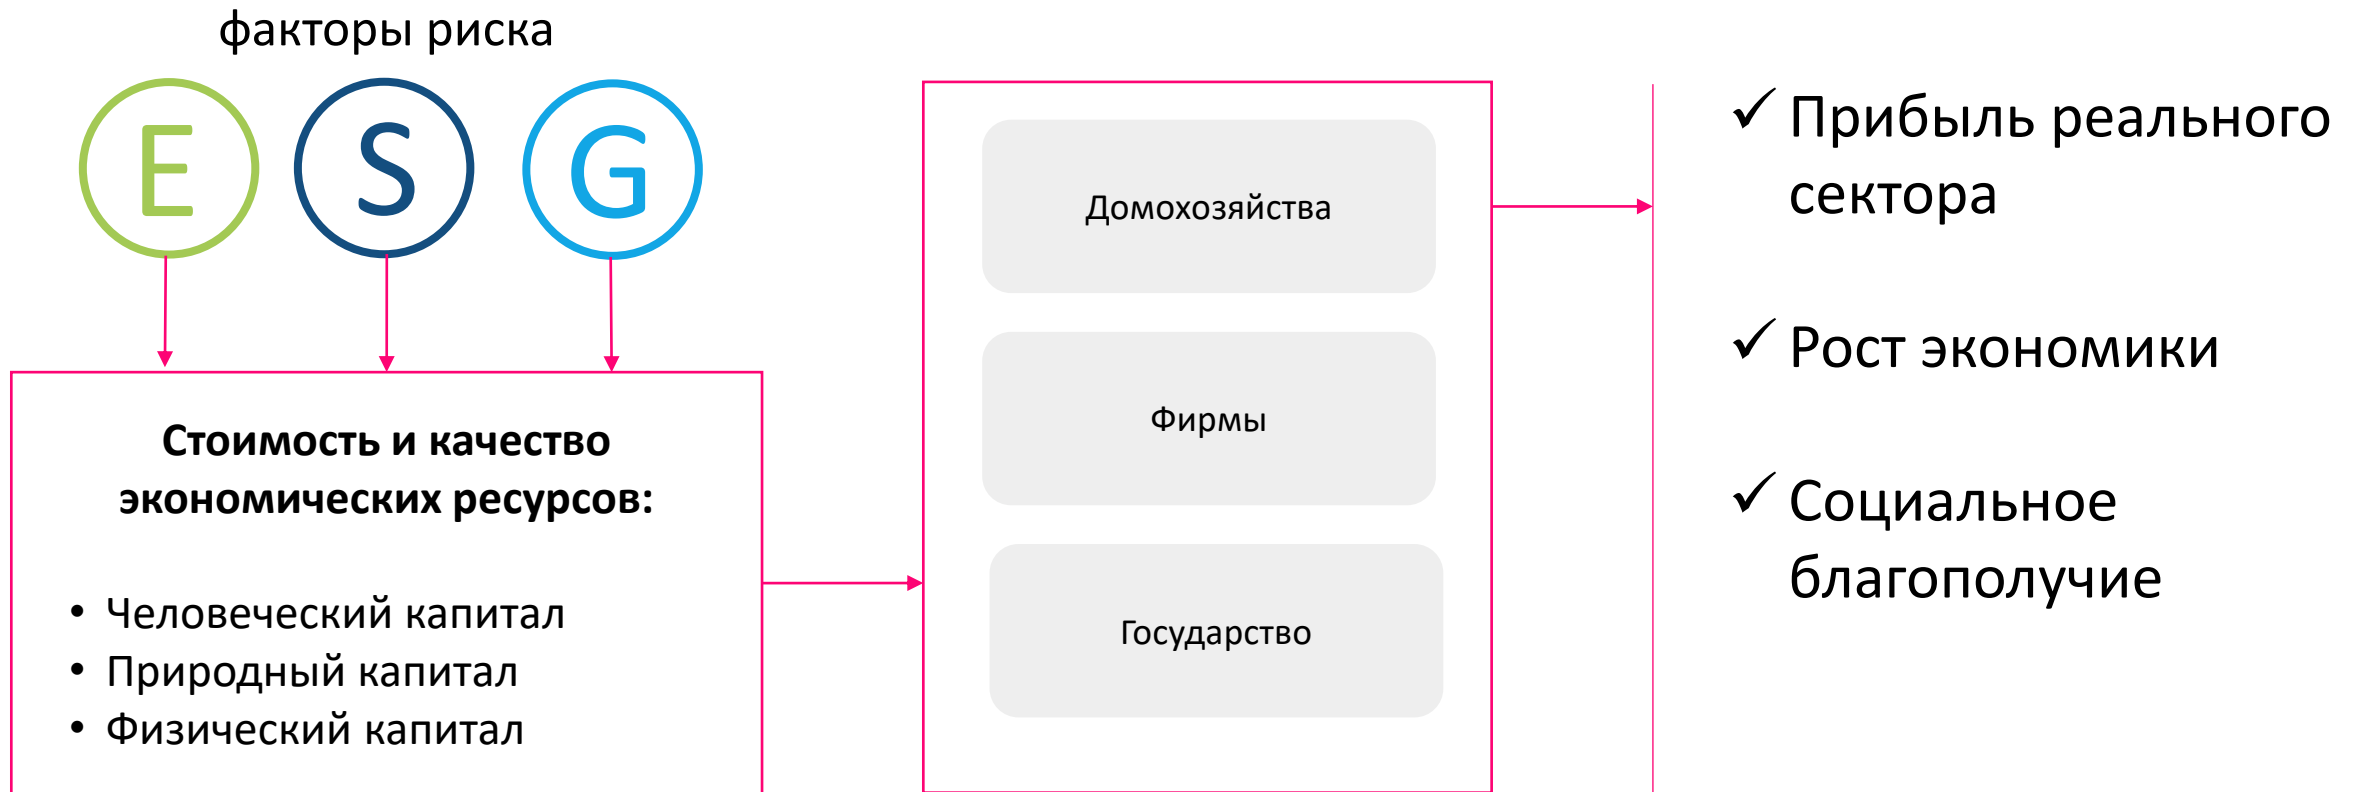 факторы риска
E S G
Стоимость и качество
экономических ресурсов:
• Человеческий капитал
• Природный капитал
• Физический капитал
Домохозяйства
Фирмы
Государство
✓ Прибыль реального
сектора
✓ Рост экономики
✓ Социальное
благополучие